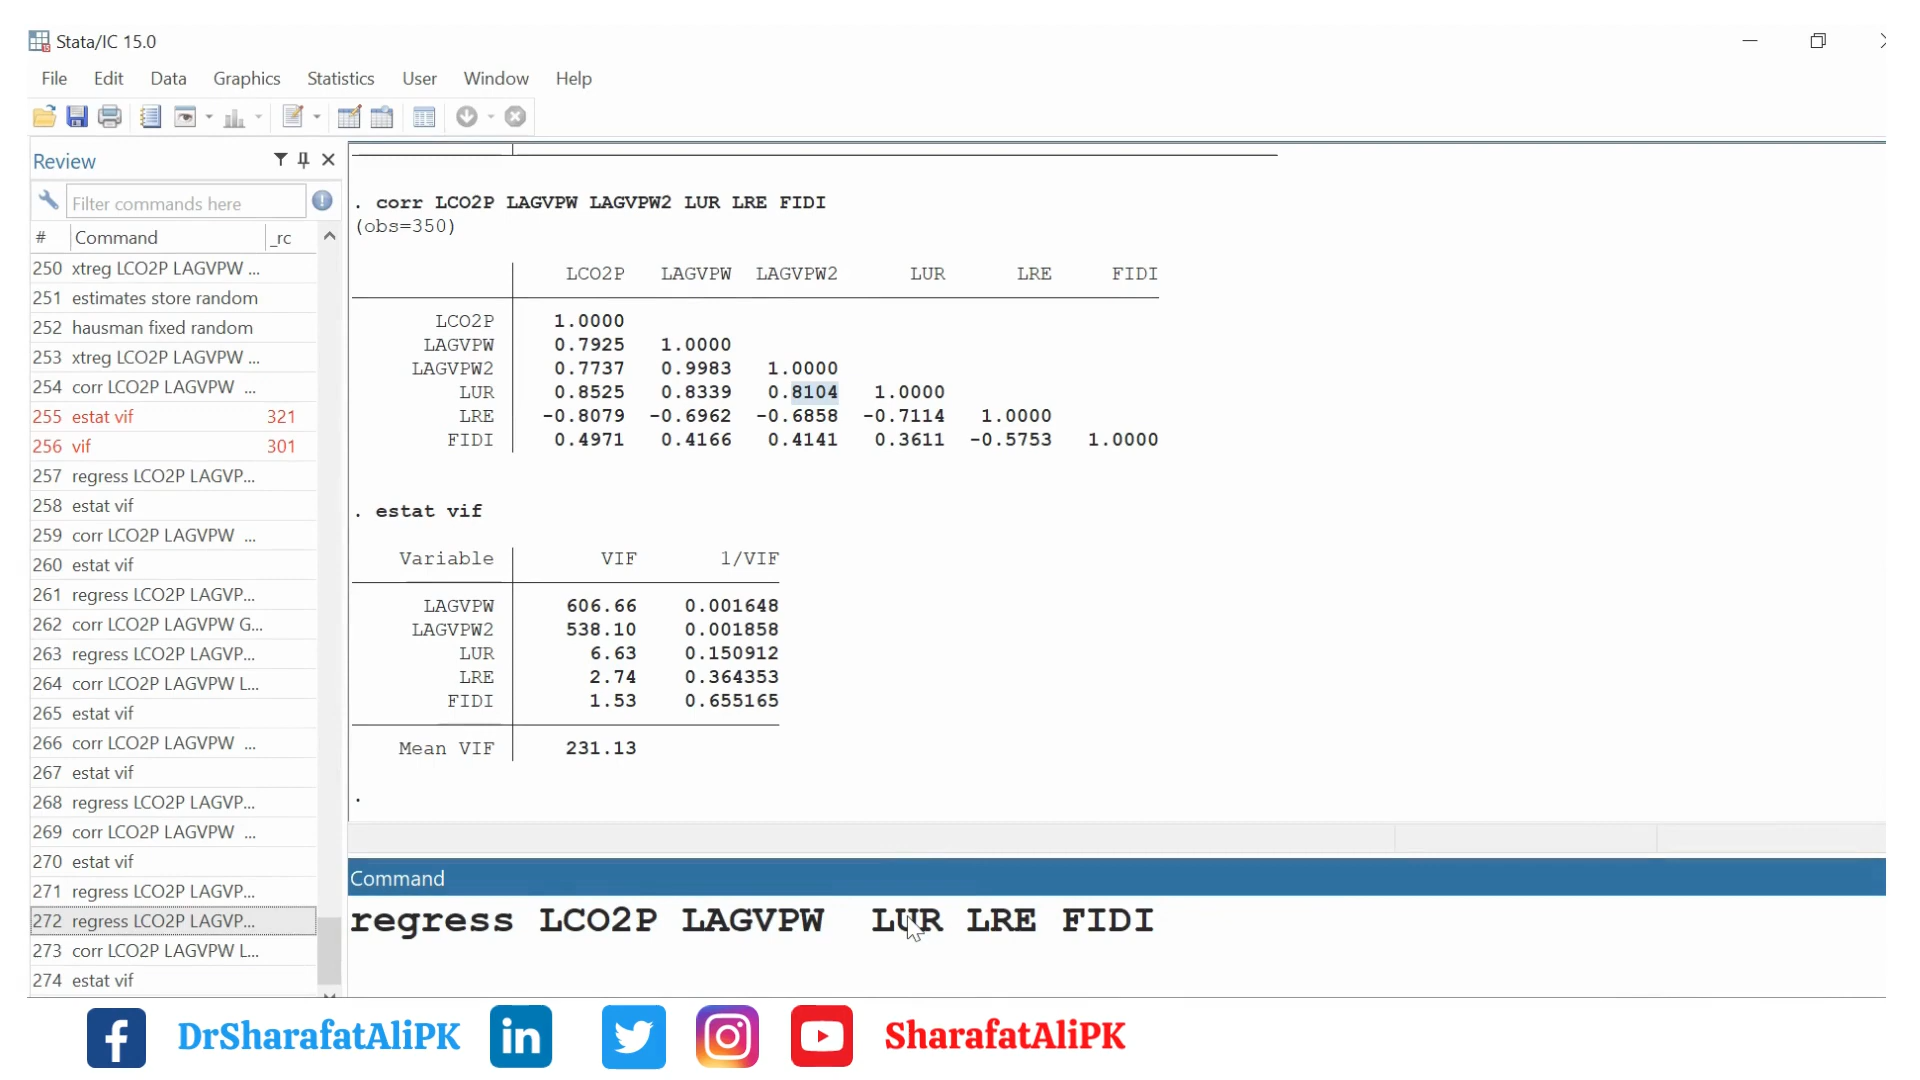 Stata/IC 15.0
File Edit Data Graphics Statistics User Window Help
Review
Filter commands here
# Command _rc
250 xtreg LCO2P LAGVPW ...
251 estimates store random
252 hausman fixed random
253 xtreg LCO2P LAGVPW ...
254 corr LCO2P LAGVPW ...
255 estat vif 321
256 vif 301
257 regress LCO2P LAGVP...
258 estat vif
259 corr LCO2P LAGVPW ...
260 estat vif
261 regress LCO2P LAGVP...
262 corr LCO2P LAGVPW G...
263 regress LCO2P LAGVP...
264 corr LCO2P LAGVPW L...
265 estat vif
266 corr LCO2P LAGVPW ...
267 estat vif
268 regress LCO2P LAGVP...
269 corr LCO2P LAGVPW ...
270 estat vif
271 regress LCO2P LAGVP...
272 regress LCO2P LAGVP...
273 corr LCO2P LAGVPW L...
274 estat vif
. corr LCO2P LAGVPW LAGVPW2 LUR LRE FIDI
(obs=350)
LCO2P LAGVPW LAGVPW2 LUR LRE FIDI
LCO2P 1.0000
LAGVPW 0.7925 1.0000
LAGVPW2 0.7737 0.9983 1.0000
LUR 0.8525 0.8339 0.8104 1.0000
LRE -0.8079 -0.6962 -0.6858 -0.7114 1.0000
FIDI 0.4971 0.4166 0.4141 0.3611 -0.5753 1.0000
. estat vif
Variable VIF 1/VIF
LAGVPW 606.66 0.001648
LAGVPW2 538.10 0.001858
LUR 6.63 0.150912
LRE 2.74 0.364353
FIDI 1.53 0.655165
Mean VIF 231.13
.
Command
regress LCO2P LAGVPW LUR LRE FIDI
DrSharafatAliPK SharafatAliPK